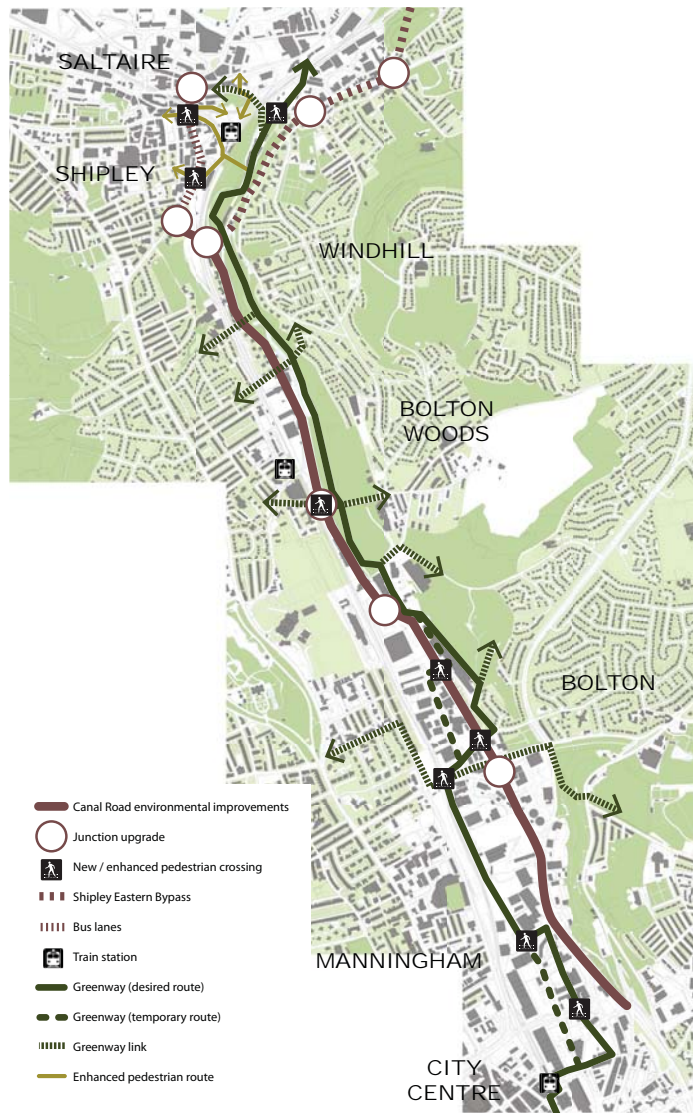 SALTAIRE
SHIPLEY
WINDHILL
BOLTON
WOODS
BOLTON
MANNINGHAM
CITY
CENTRE
Canal Road environmental improvements
Junction upgrade
New / enhanced pedestrian crossing
Shipley Eastern Bypass
Bus lanes
Train station
Greenway (desired route)
Greenway (temporary route)
Greenway link
Enhanced pedestrian route